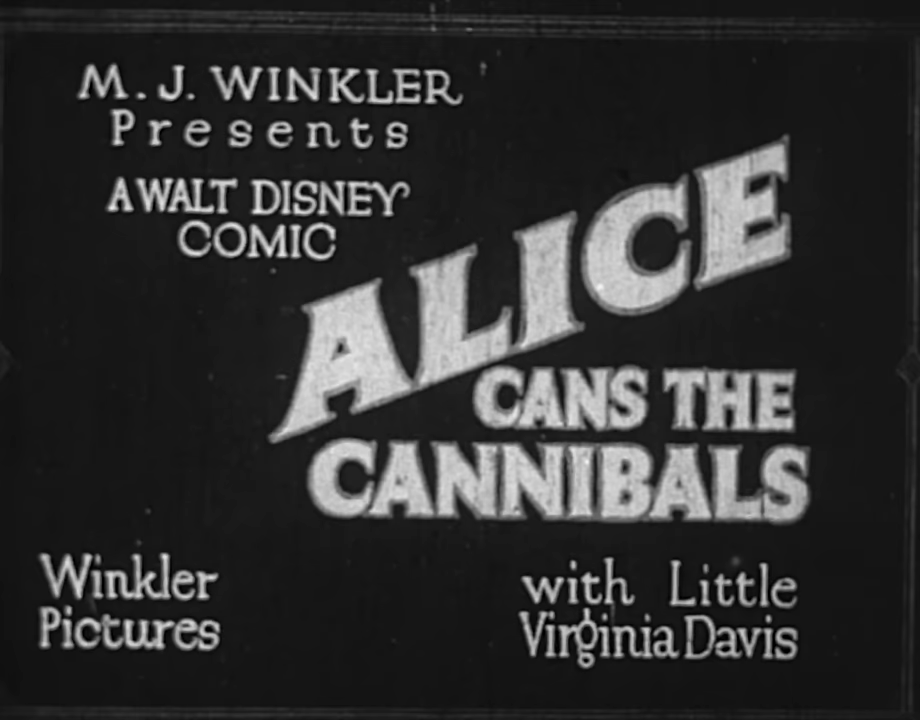 M. J. WINKLER
Presents
A WALT DISNEY
COMIC
ALICE
CANS THE
CANNIBALS
Winkler
Pictures
with Little
Virginia Davis